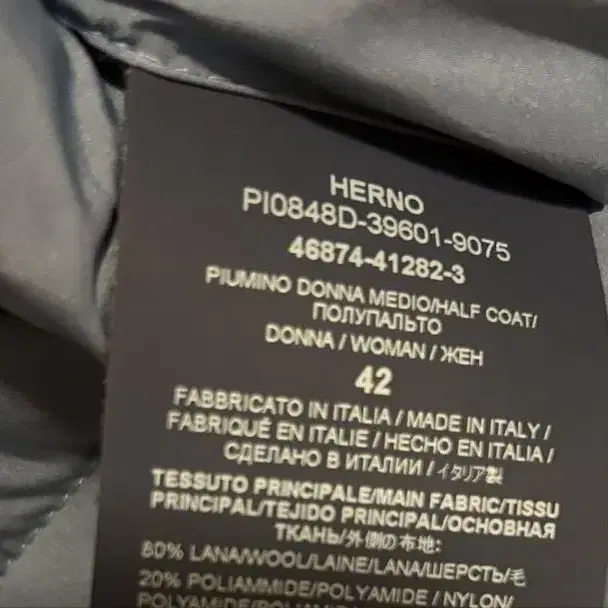 HERNO
PI0848D-39601-9075
46874-41282-3
PIUMINO DONNA MEDIO/HALF COAT/
ПОЛУПАЛЬТО
DONNA / WOMAN / ЖЕН
42
FABBRICATO IN ITALIA / MADE IN ITALY /
FABRIQUÉ EN ITALIE / HECHO EN ITALIA /
СДЕЛАНО В ИТАЛИИ / イタリア製
TESSUTO PRINCIPALE/MAIN FABRIC/TISSU
PRINCIPAL/TEJIDO PRINCIPAL/ОСНОВНАЯ
ТКАНЬ/外側の布地:
80% LANA/WOOL/LAINE/LANA/ШЕРСТЬ/毛
20% POLIAMMIDE/POLYAMIDE / NYLON/
POLYAMIDE/POLIAMIDA/